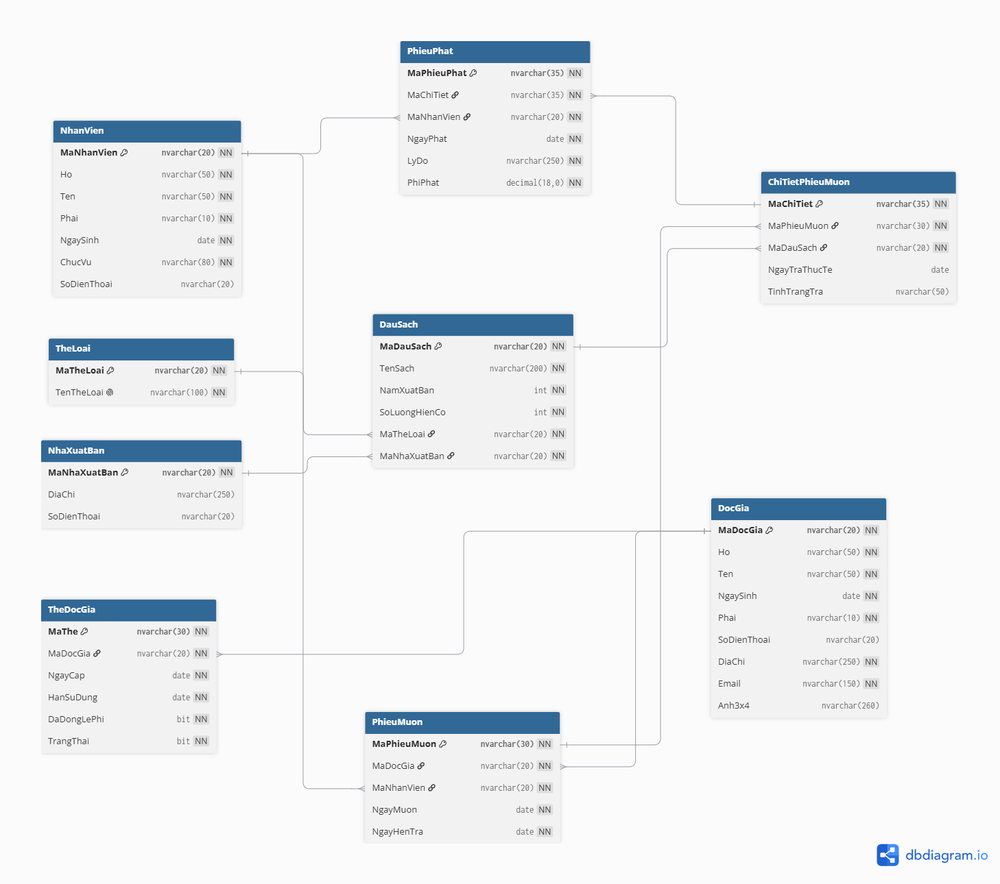 PhieuPhat
MaPhieuPhat nvarchar(35) NN
MaChiTiet nvarchar(35) NN
MaNhanVien nvarchar(20) NN
NgayPhat date NN
LyDo nvarchar(250) NN
PhiPhat decimal(18,0) NN
NhanVien
MaNhanVien nvarchar(20) NN
Ho nvarchar(50) NN
Ten nvarchar(50) NN
Phai nvarchar(10) NN
NgaySinh date NN
ChucVu nvarchar(80) NN
SoDienThoai nvarchar(20)
ChiTietPhieuMuon
MaChiTiet nvarchar(35) NN
MaPhieuMuon nvarchar(30) NN
MaDauSach nvarchar(20) NN
NgayTraThucTe date
TinhTrangTra nvarchar(50)
DauSach
MaDauSach nvarchar(20) NN
TenSach nvarchar(200) NN
NamXuatBan int NN
SoLuongHienCo int NN
MaTheLoai nvarchar(20) NN
MaNhaXuatBan nvarchar(20) NN
TheLoai
MaTheLoai nvarchar(20) NN
TenTheLoai nvarchar(100) NN
NhaXuatBan
MaNhaXuatBan nvarchar(20) NN
DiaChi nvarchar(250)
SoDienThoai nvarchar(20)
DocGia
MaDocGia nvarchar(20) NN
Ho nvarchar(50) NN
Ten nvarchar(50) NN
NgaySinh date NN
Phai nvarchar(10) NN
SoDienThoai nvarchar(20)
DiaChi nvarchar(250) NN
Email nvarchar(150) NN
Anh3x4 nvarchar(260)
TheDocGia
MaThe nvarchar(30) NN
MaDocGia nvarchar(20) NN
NgayCap date NN
HanSuDung date NN
DaDongLePhi bit NN
TrangThai bit NN
PhieuMuon
MaPhieuMuon nvarchar(30) NN
MaDocGia nvarchar(20) NN
MaNhanVien nvarchar(20) NN
NgayMuon date NN
NgayHenTra date NN
dbdiagram.io